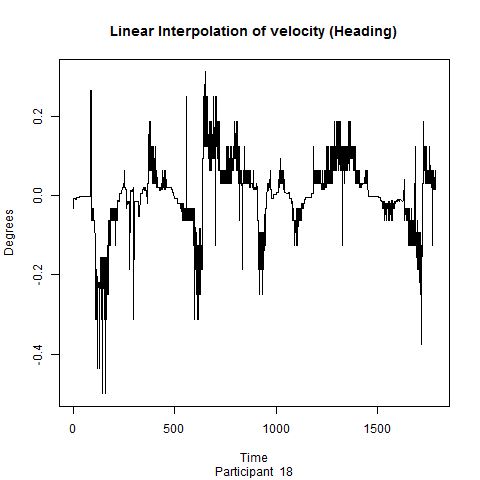 Linear Interpolation of velocity (Heading)
Degrees
0.2
0.0
-0.2
-0.4
0 500 1000 1500
Time
Participant 18